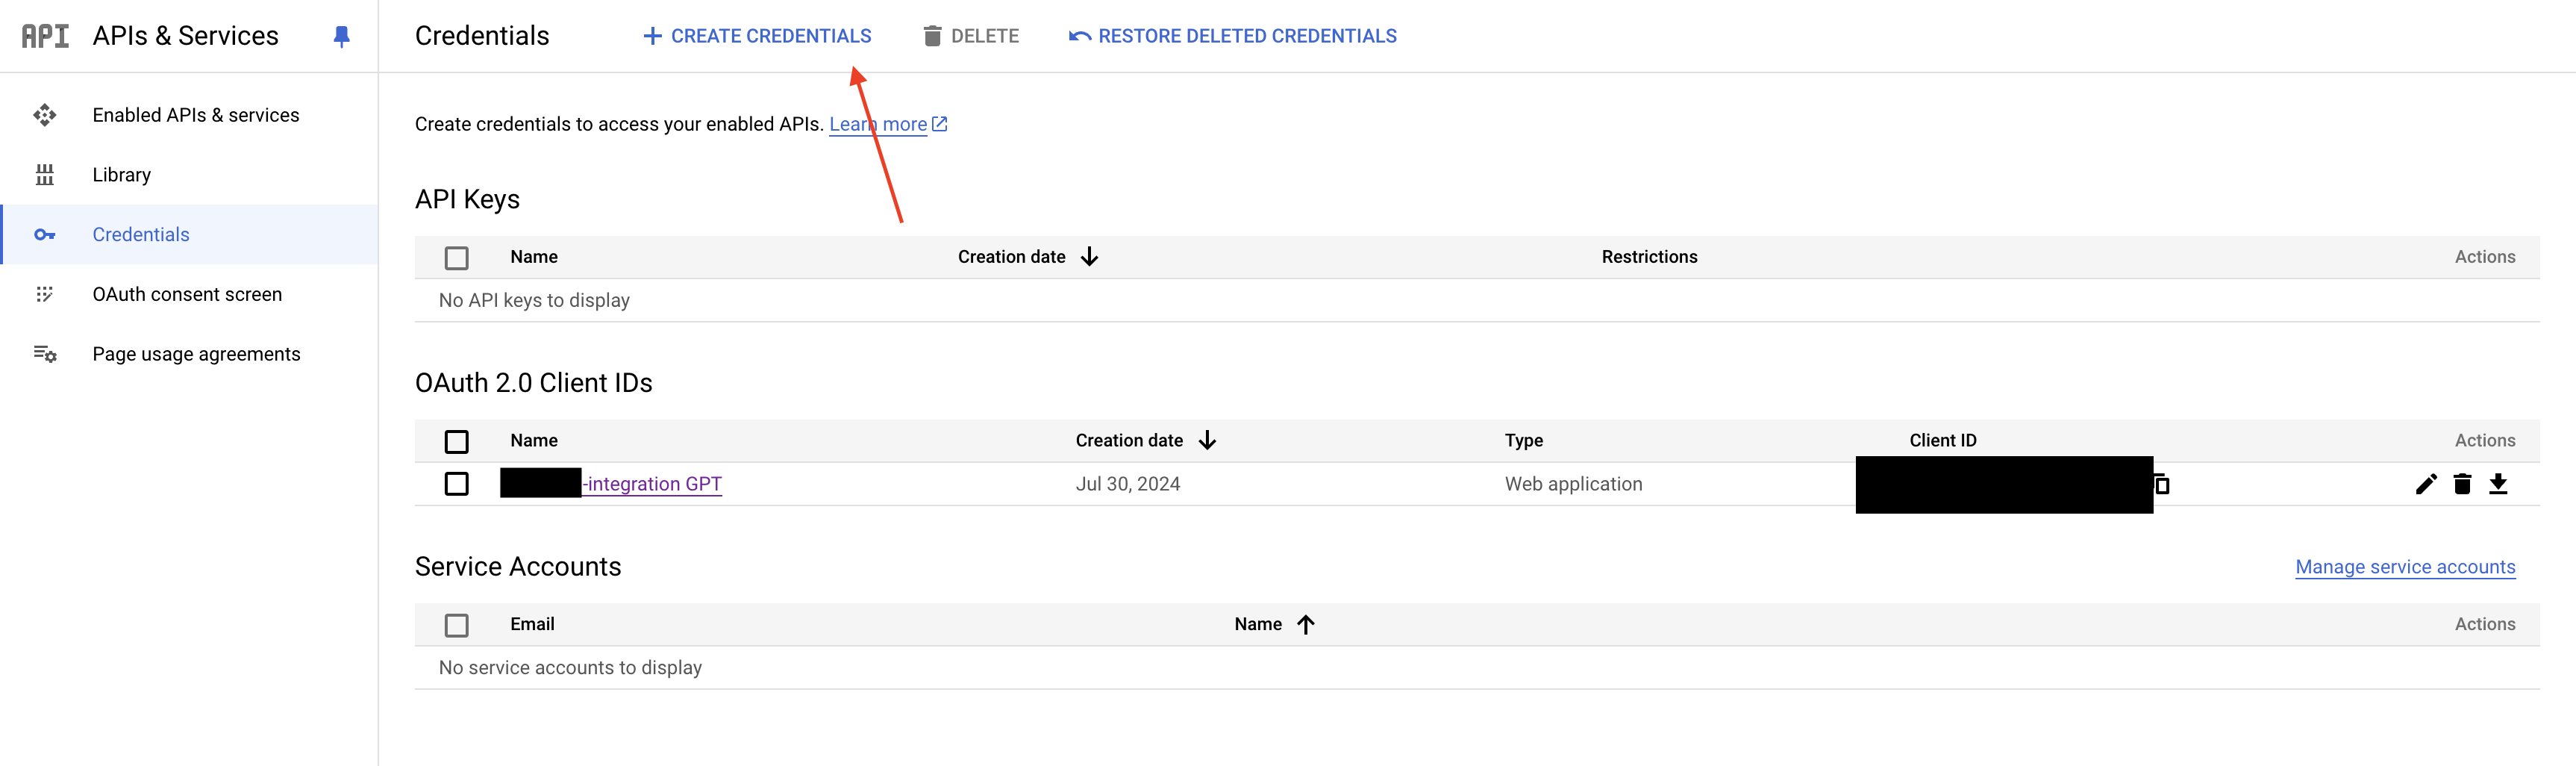 API APIs & Services
Credentials + CREATE CREDENTIALS DELETE RESTORE DELETED CREDENTIALS
Enabled APIs & services
Library
Credentials
OAuth consent screen
Page usage agreements
Create credentials to access your enabled APIs. Learn more
API Keys
Name Creation date Restrictions Actions
No API keys to display
OAuth 2.0 Client IDs
Name Creation date Type Client ID Actions
-integration GPT Jul 30, 2024 Web application
Service Accounts Manage service accounts
Email Name Actions
No service accounts to display